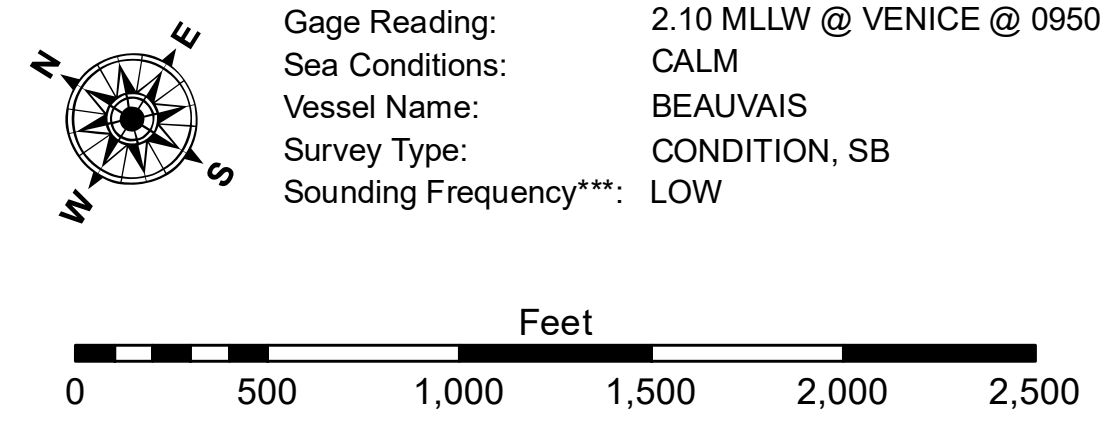 N
E
S
W
Gage Reading: 2.10 MLLW @ VENICE @ 0950
Sea Conditions: CALM
Vessel Name: BEAUVAIS
Survey Type: CONDITION, SB
Sounding Frequency***: LOW
Feet
0 500 1,000 1,500 2,000 2,500